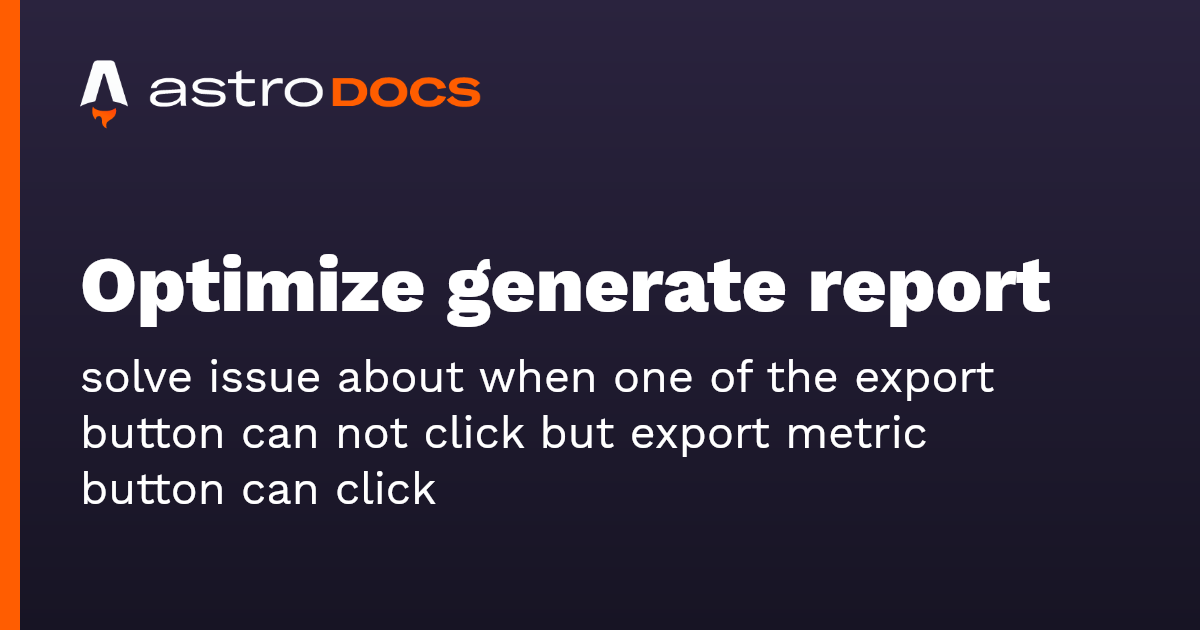 astro DOCS
Optimize generate report
solve issue about when one of the export
button can not click but export metric
button can click